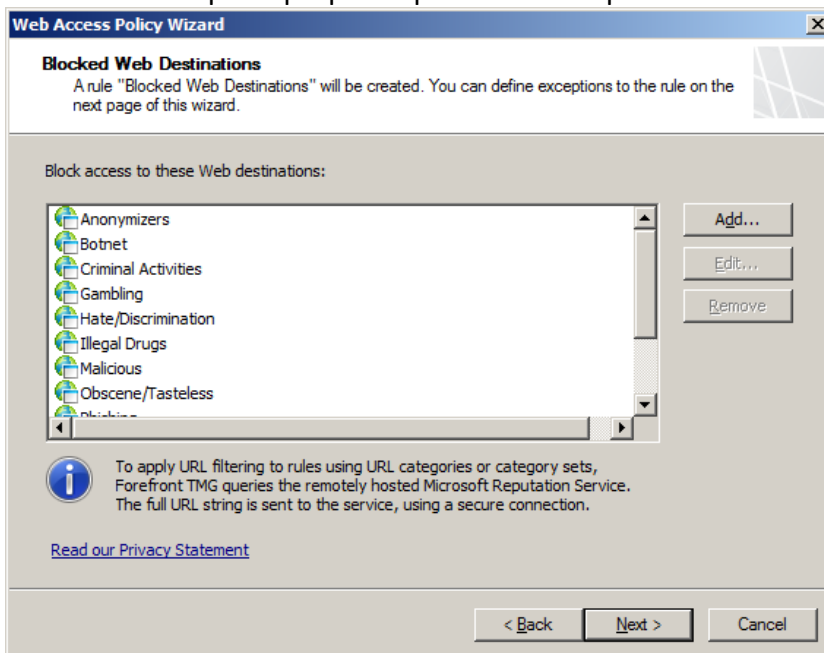 Web Access Policy Wizard
Blocked Web Destinations
A rule "Blocked Web Destinations" will be created. You can define exceptions to the rule on the
next page of this wizard.
Block access to these Web destinations:
Anonymizers
Botnet
Criminal Activities
Gambling
Hate/Discrimination
Illegal Drugs
Malicious
Obscene/Tasteless
Add...
Edit...
Remove
To apply URL filtering to rules using URL categories or category sets,
Forefront TMG queries the remotely hosted Microsoft Reputation Service.
The full URL string is sent to the service, using a secure connection.
Read our Privacy Statement
< Back
Next >
Cancel